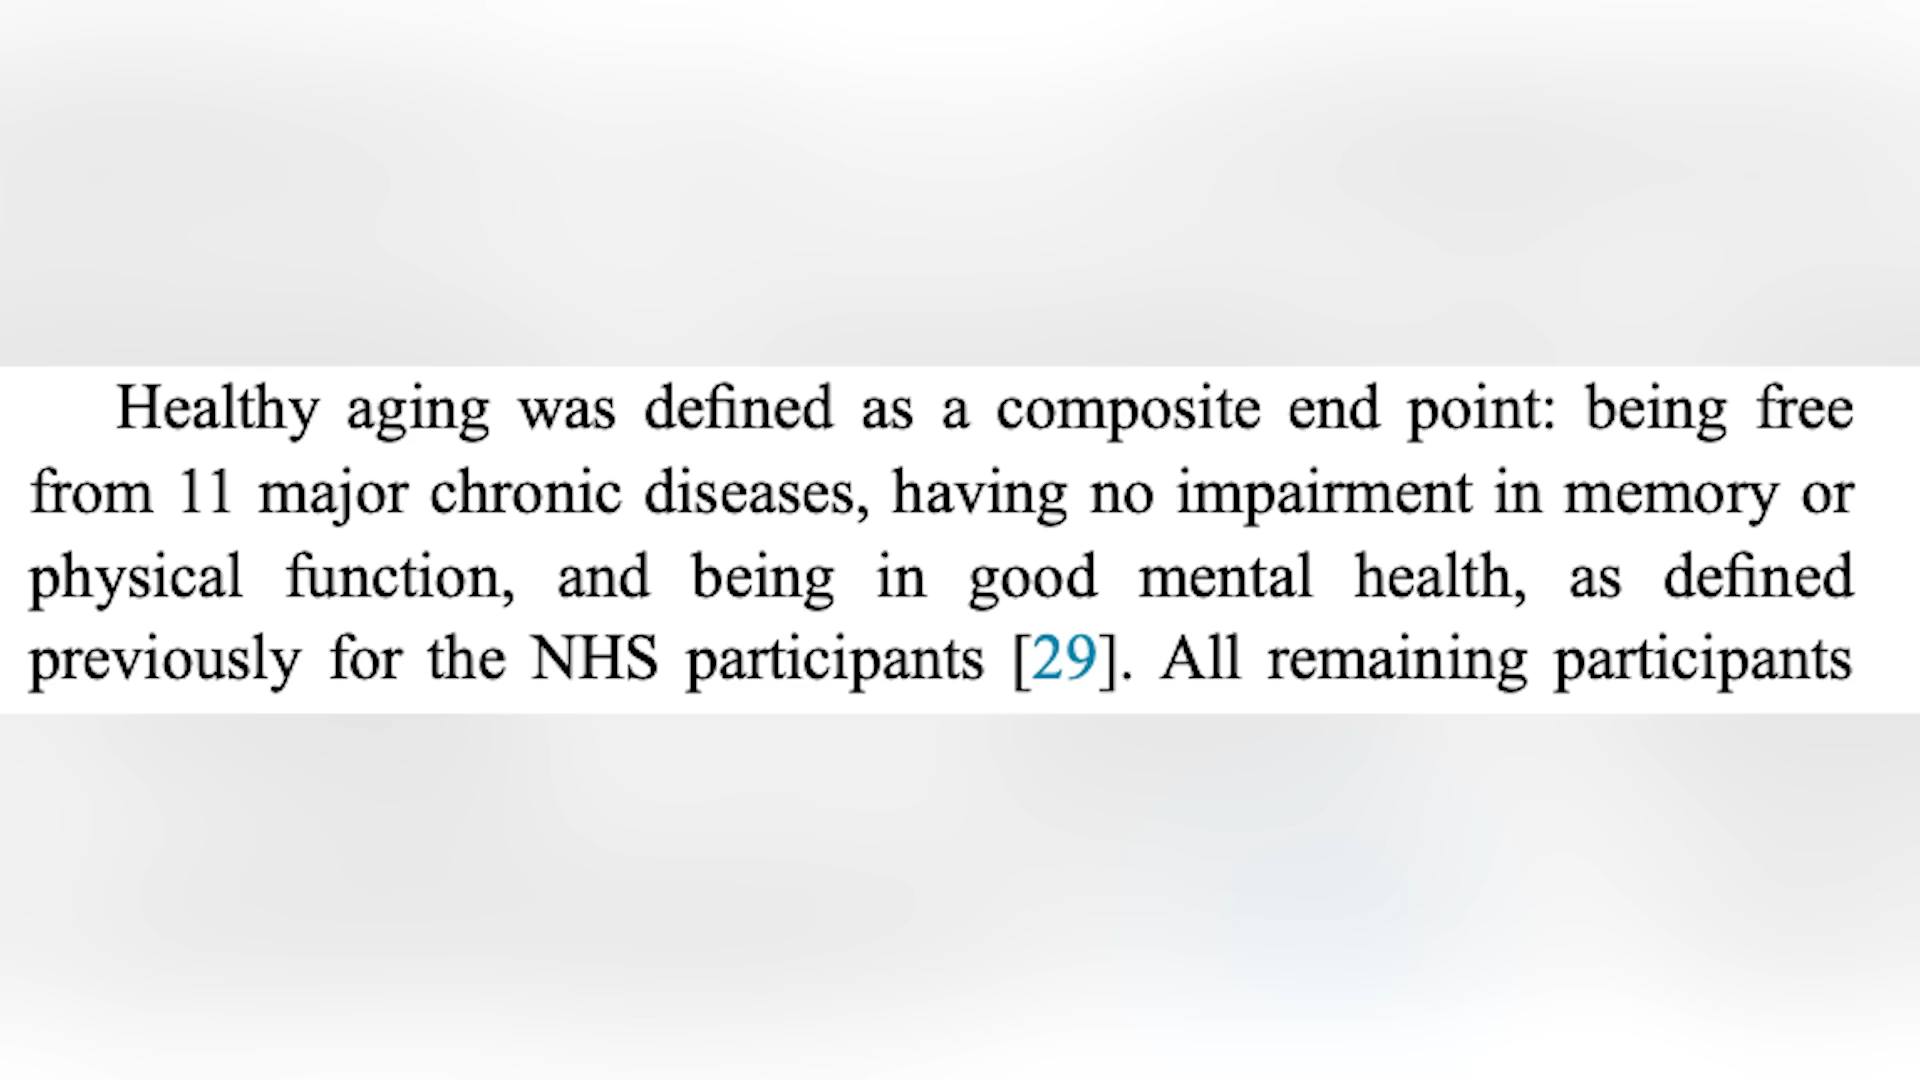 Healthy aging was defined as a composite end point: being free
from 11 major chronic diseases, having no impairment in memory or
physical function, and being in good mental health, as defined
previously for the NHS participants [29]. All remaining participants